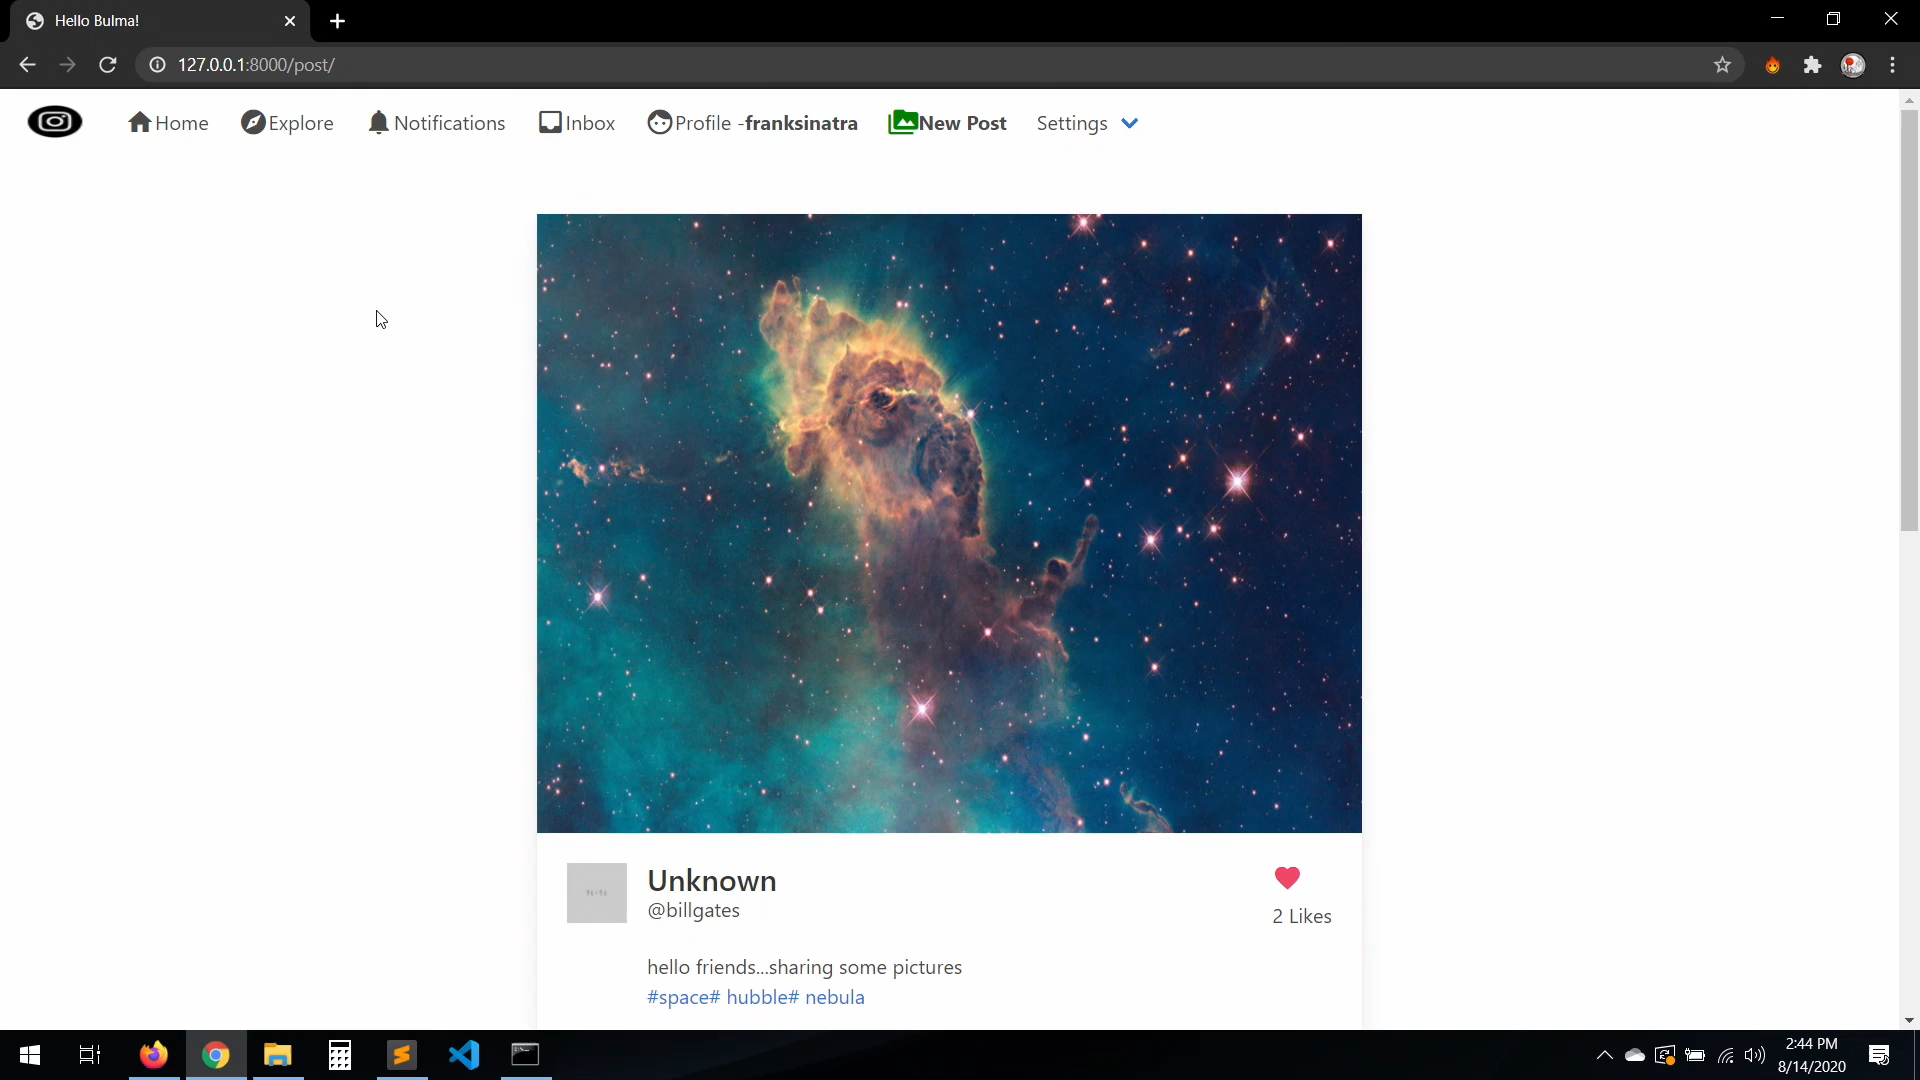 Hello Bulma!
127.0.0.1:8000/post/
Home Explore Notifications Inbox Profile -franksinatra New Post Settings
Unknown
@billgates
2 Likes
hello friends...sharing some pictures
#space# hubble# nebula
2:44 PM
8/14/2020